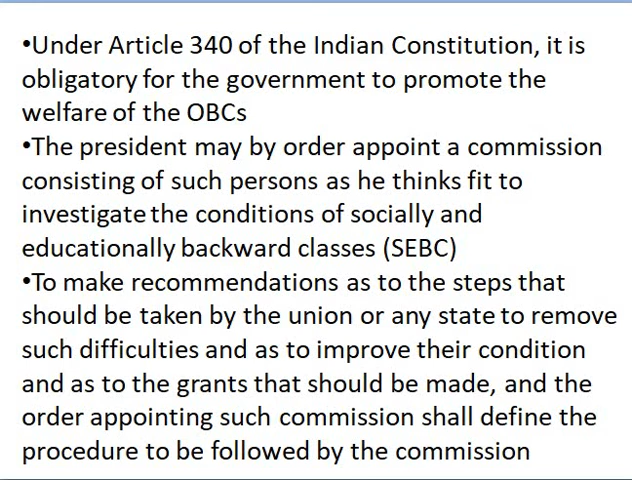 •Under Article 340 of the Indian Constitution, it is
obligatory for the government to promote the
welfare of the OBCs
•The president may by order appoint a commission
consisting of such persons as he thinks fit to
investigate the conditions of socially and
educationally backward classes (SEBC)
•To make recommendations as to the steps that
should be taken by the union or any state to remove
such difficulties and as to improve their condition
and as to the grants that should be made, and the
order appointing such commission shall define the
procedure to be followed by the commission